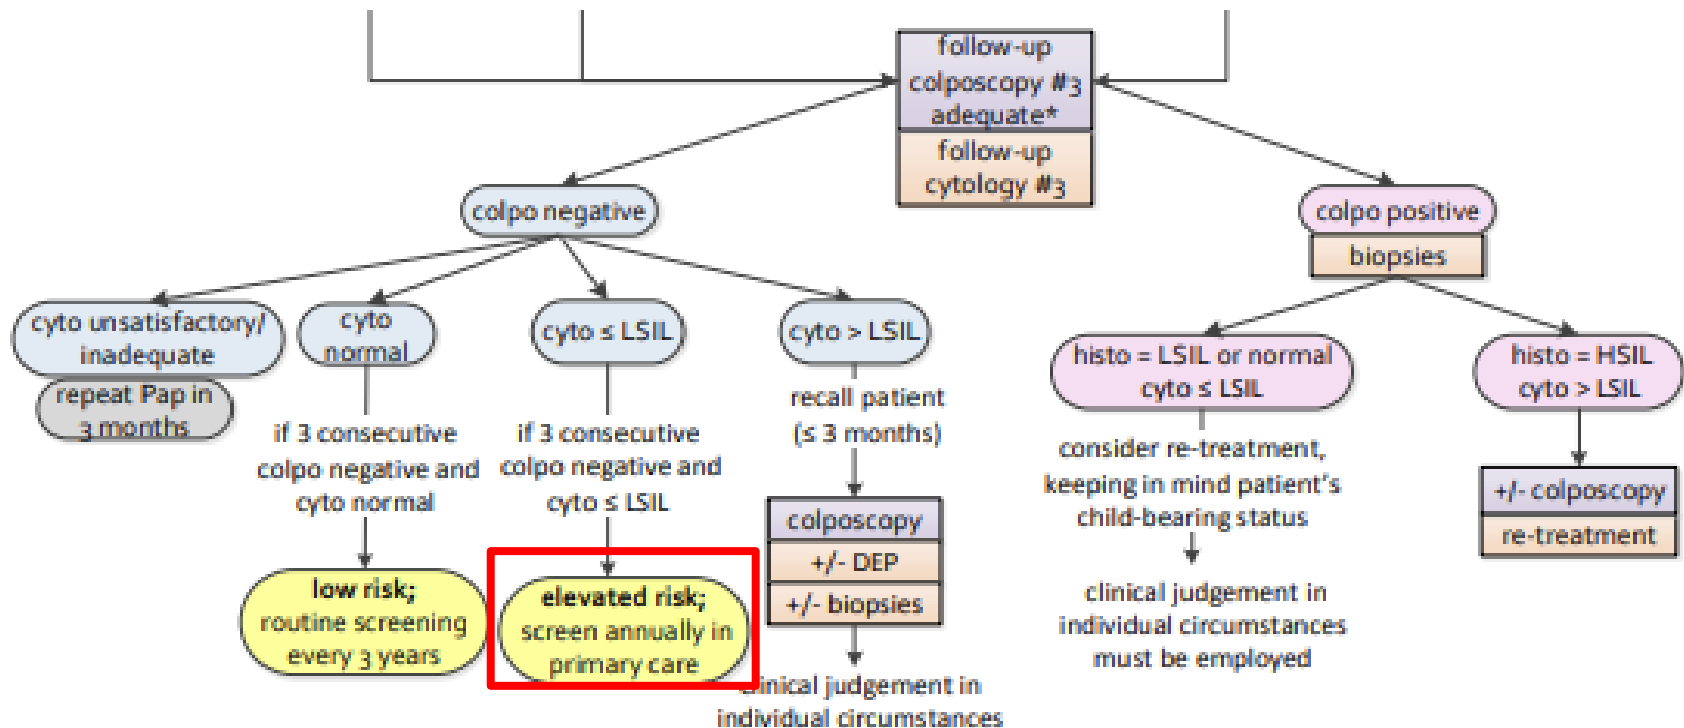 follow-up
colposcopy #3
adequate*
follow-up
cytology #3
colpo negative
colpo positive
biopsies
cyto unsatisfactory/
inadequate
repeat Pap in
3 months
cyto
normal
if 3 consecutive
colpo negative and
cyto normal
low risk;
routine screening
every 3 years
cyto ≤ LSIL
if 3 consecutive
colpo negative and
cyto ≤ LSIL
elevated risk;
screen annually in
primary care
cyto > LSIL
recall patient
(≤ 3 months)
colposcopy
+/- DEP
+/- biopsies
clinical judgement in
individual circumstances
histo = LSIL or normal
cyto ≤ LSIL
consider re-treatment,
keeping in mind patient's
child-bearing status
clinical judgement in
individual circumstances
must be employed
histo = HSIL
cyto > LSIL
+/- colposcopy
re-treatment